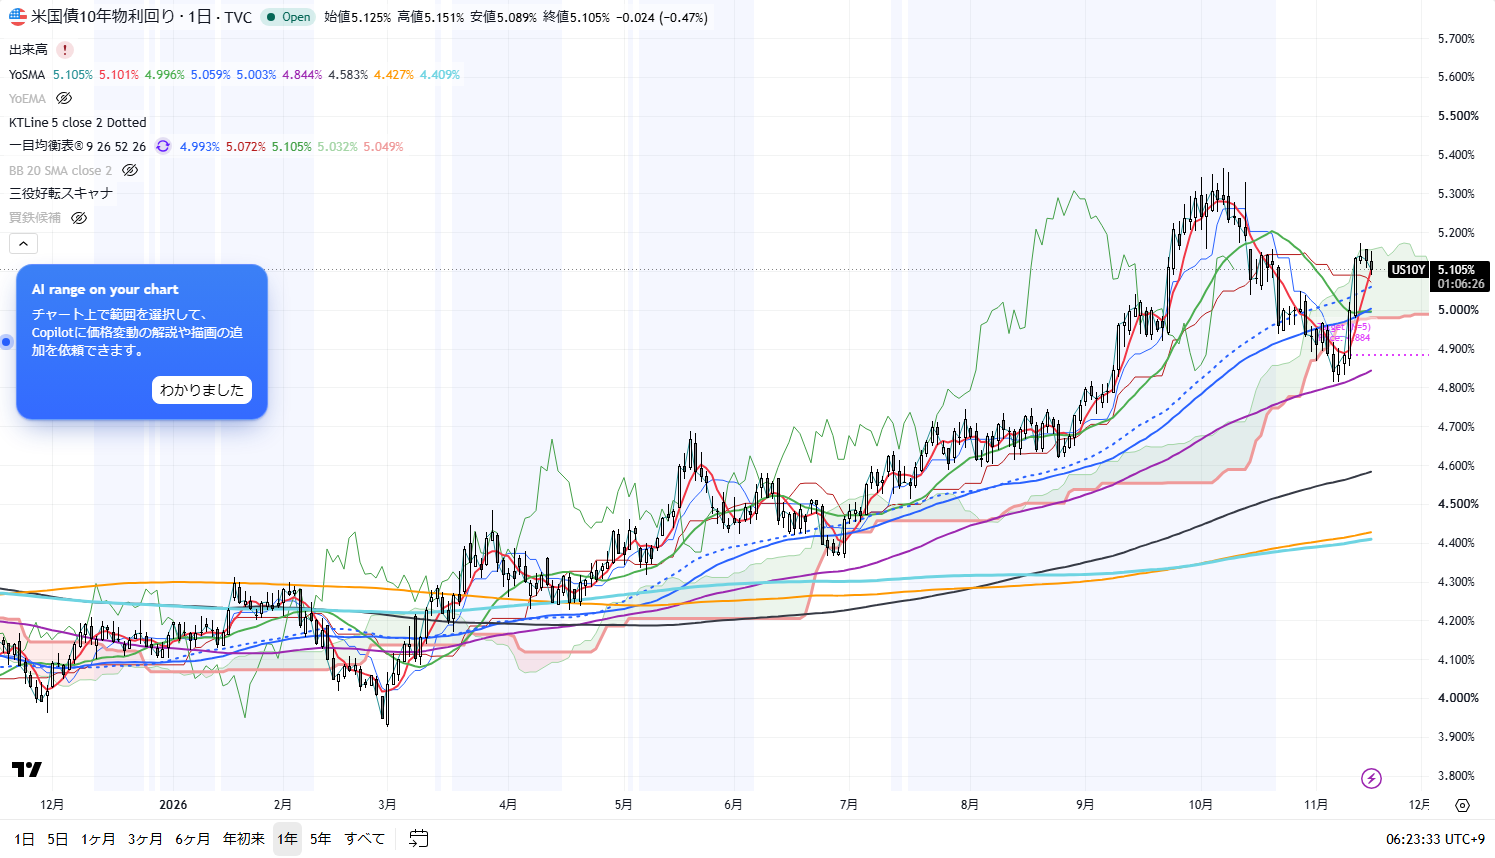 米国債10年物利回り · 1日 · TVC Open 始値5.125% 高値5.151% 安値5.089% 終値5.105% −0.024 (−0.47%)
出来高 !
YoSMA 5.105% 5.101% 4.996% 5.059% 5.003% 4.844% 4.583% 4.427% 4.409%
YoEMA
KTLine 5 close 2 Dotted
一目均衡表® 9 26 52 26 4.993% 5.072% 5.105% 5.032% 5.049%
BB 20 SMA close 2
三役好転スキャナ
買鉄候補
AI range on your chart
チャート上で範囲を選択して、
Copilotに価格変動の解説や描画の追
加を依頼できます。
わかりました
5.700%
5.600%
5.500%
5.400%
5.300%
5.200%
US10Y 5.105%
01:06:26
5.000%
4.900%
4.800%
4.700%
4.600%
4.500%
4.400%
4.300%
4.200%
4.100%
4.000%
3.900%
3.800%
12月 2026 2月 3月 4月 5月 6月 7月 8月 9月 10月 11月 12月
1日 5日 1ヶ月 3ヶ月 6ヶ月 年初来 1年 5年 すべて 06:23:33 UTC+9